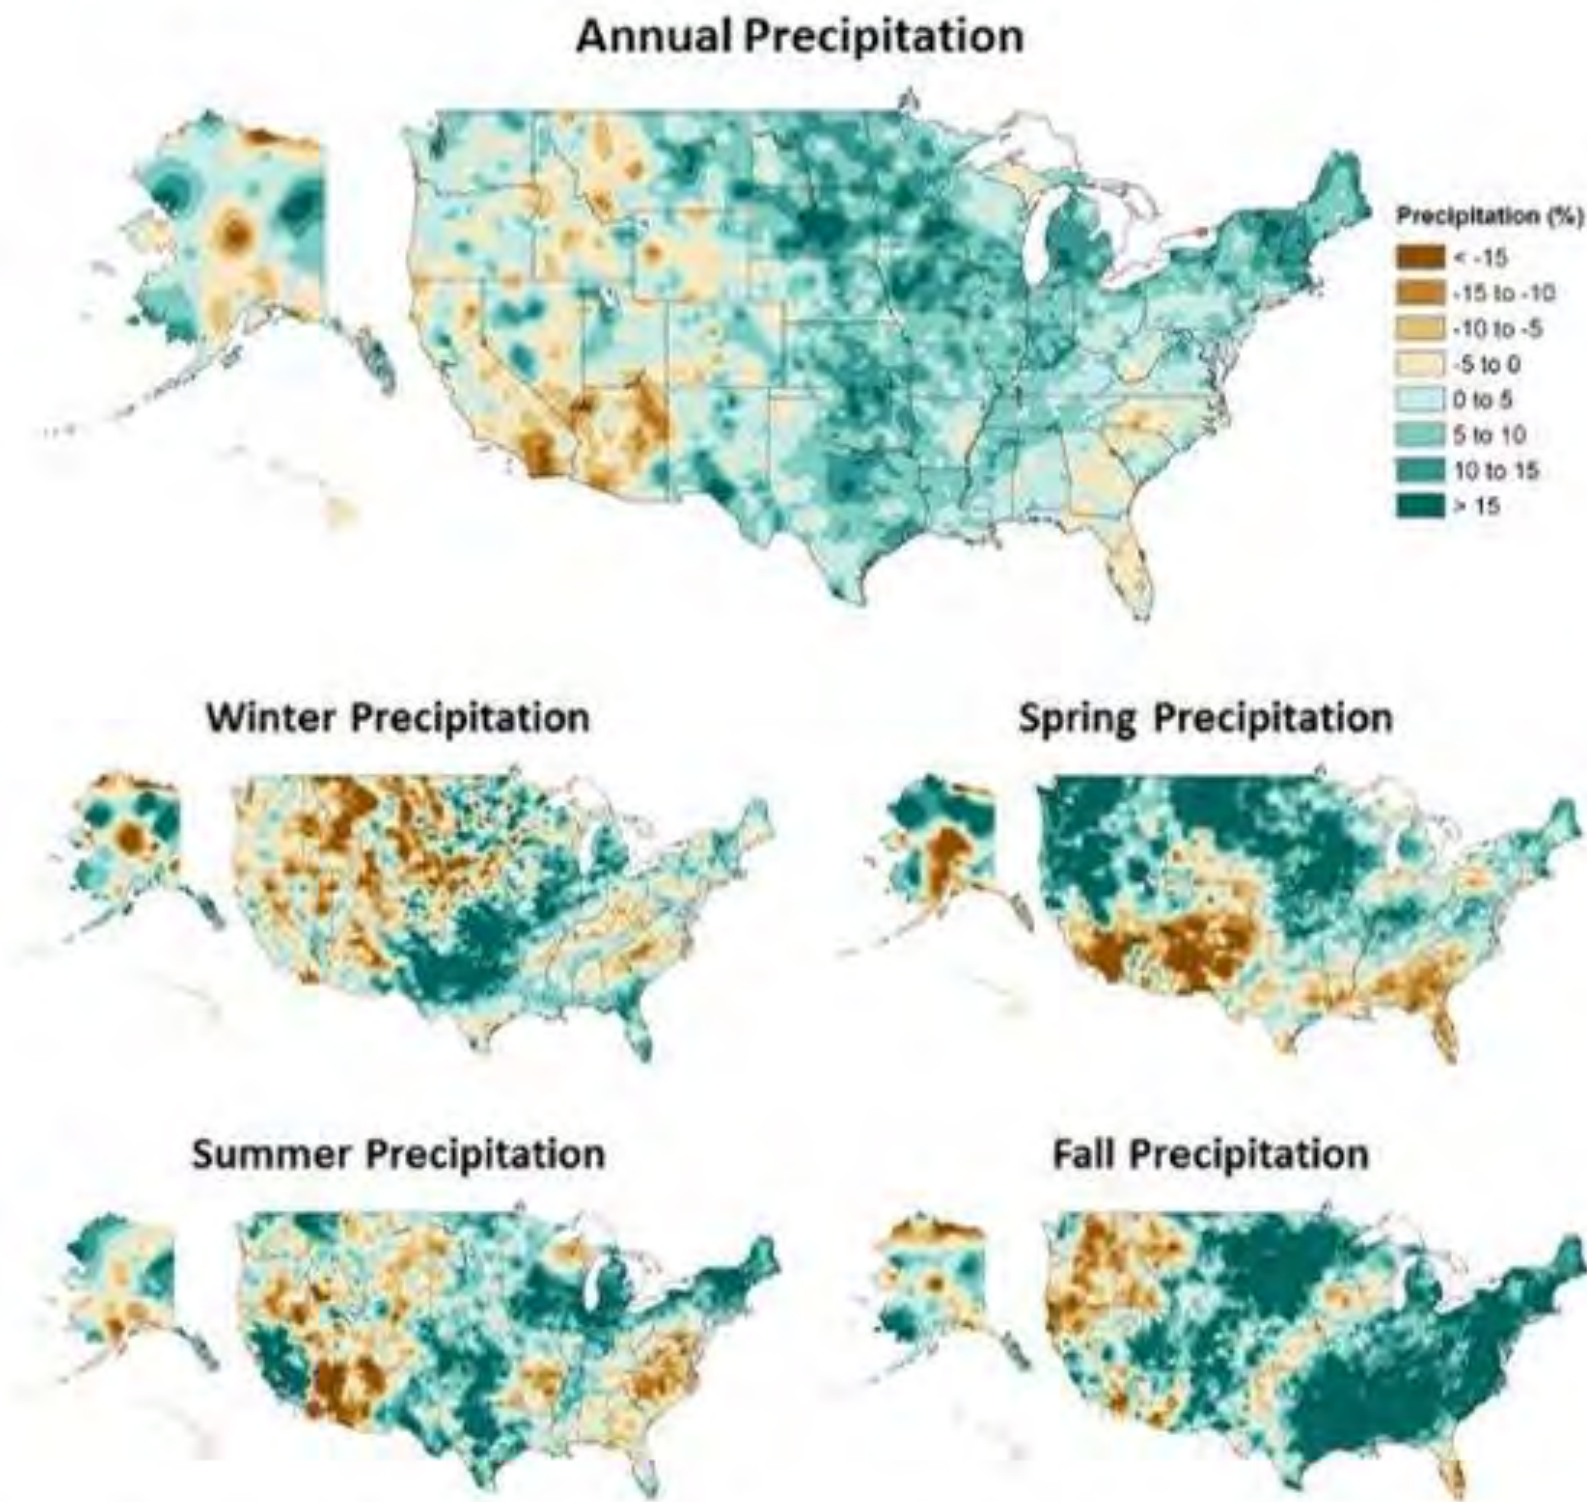 Annual Precipitation
Precipitation (%)
< -15
-15 to -10
-10 to -5
-5 to 0
0 to 5
5 to 10
10 to 15
> 15
Winter Precipitation
Spring Precipitation
Summer Precipitation
Fall Precipitation